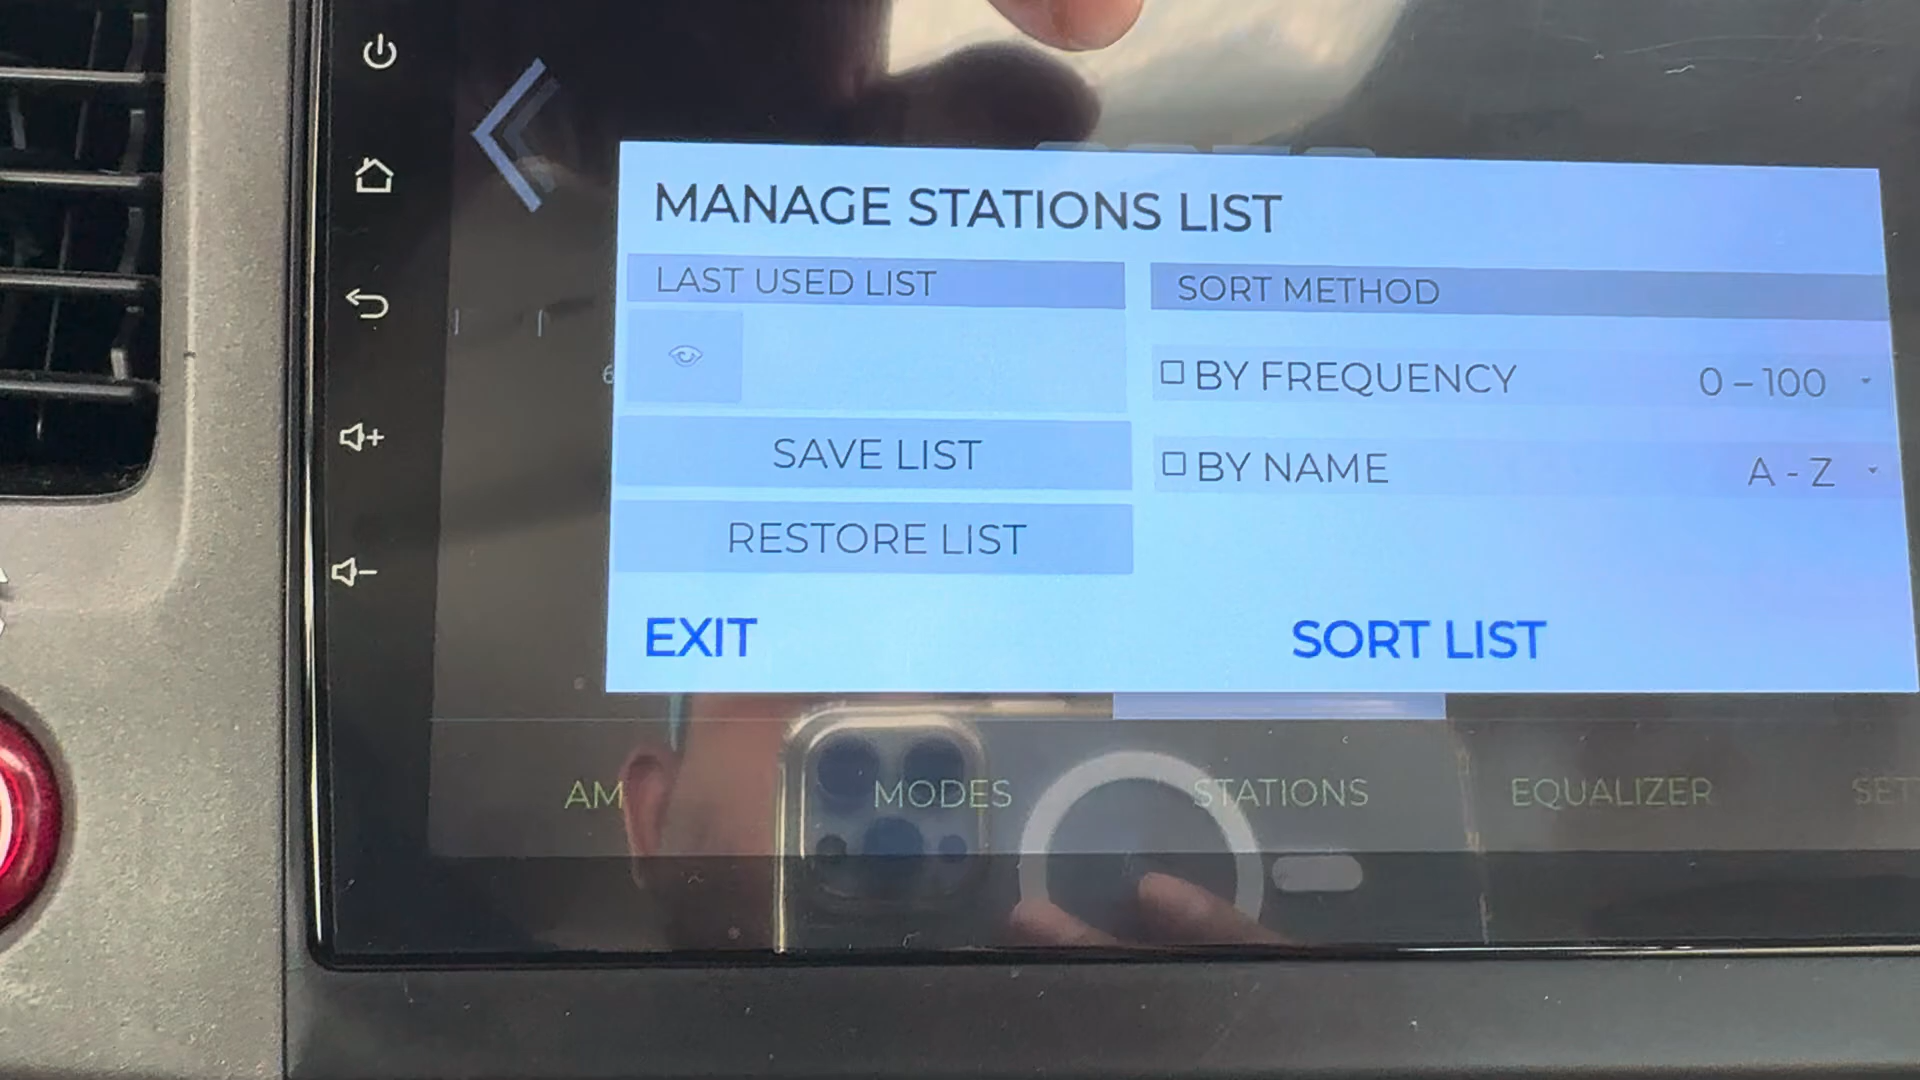 MANAGE STATIONS LIST
LAST USED LIST
SORT METHOD
BY FREQUENCY 0 – 100
BY NAME A - Z
SAVE LIST
RESTORE LIST
EXIT
SORT LIST
AM
MODES
STATIONS
EQUALIZER